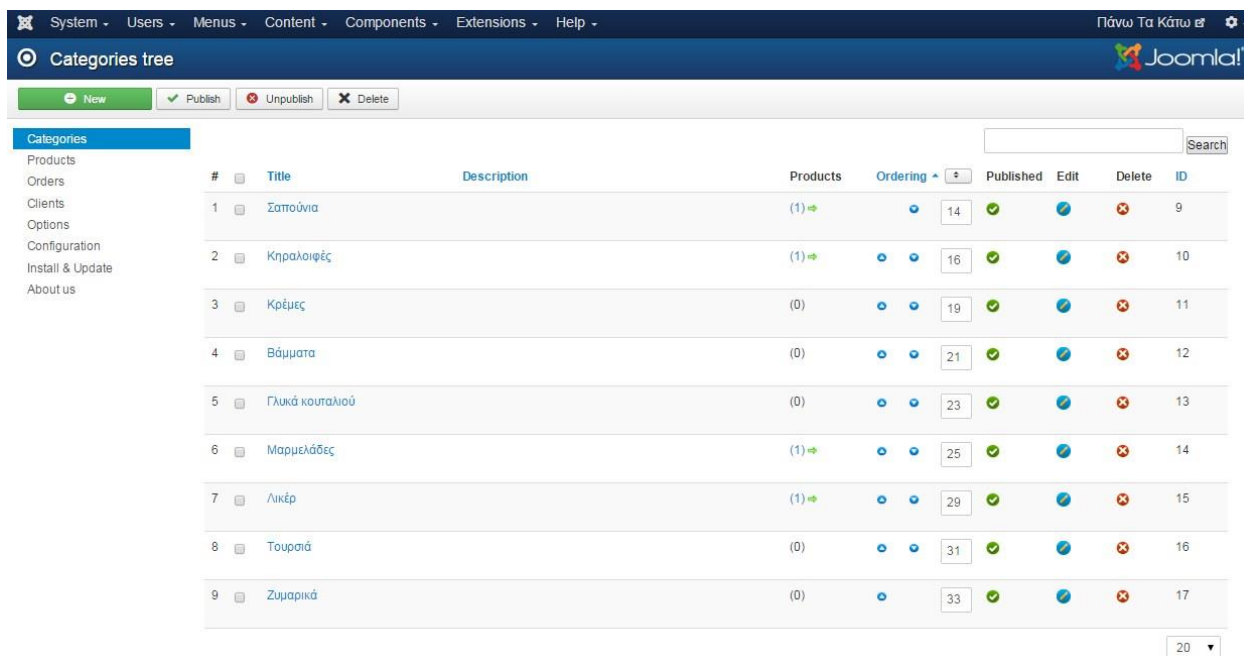 System Users Menus Content Components Extensions Help Πάνω Τα Κάτω
Categories tree Joomla!
New Publish Unpublish Delete
Categories
Products
Orders
Clients
Options
Configuration
Install & Update
About us
Search
# Title Description Products Ordering Published Edit Delete ID
1 Σαπούνια (1) 14 9
2 Κηραλοιφές (1) 16 10
3 Κρέμες (0) 19 11
4 Βάμματα (0) 21 12
5 Γλυκά κουταλιού (0) 23 13
6 Μαρμελάδες (1) 25 14
7 Λικέρ (1) 29 15
8 Τουρσιά (0) 31 16
9 Ζυμαρικά (0) 33 17
20